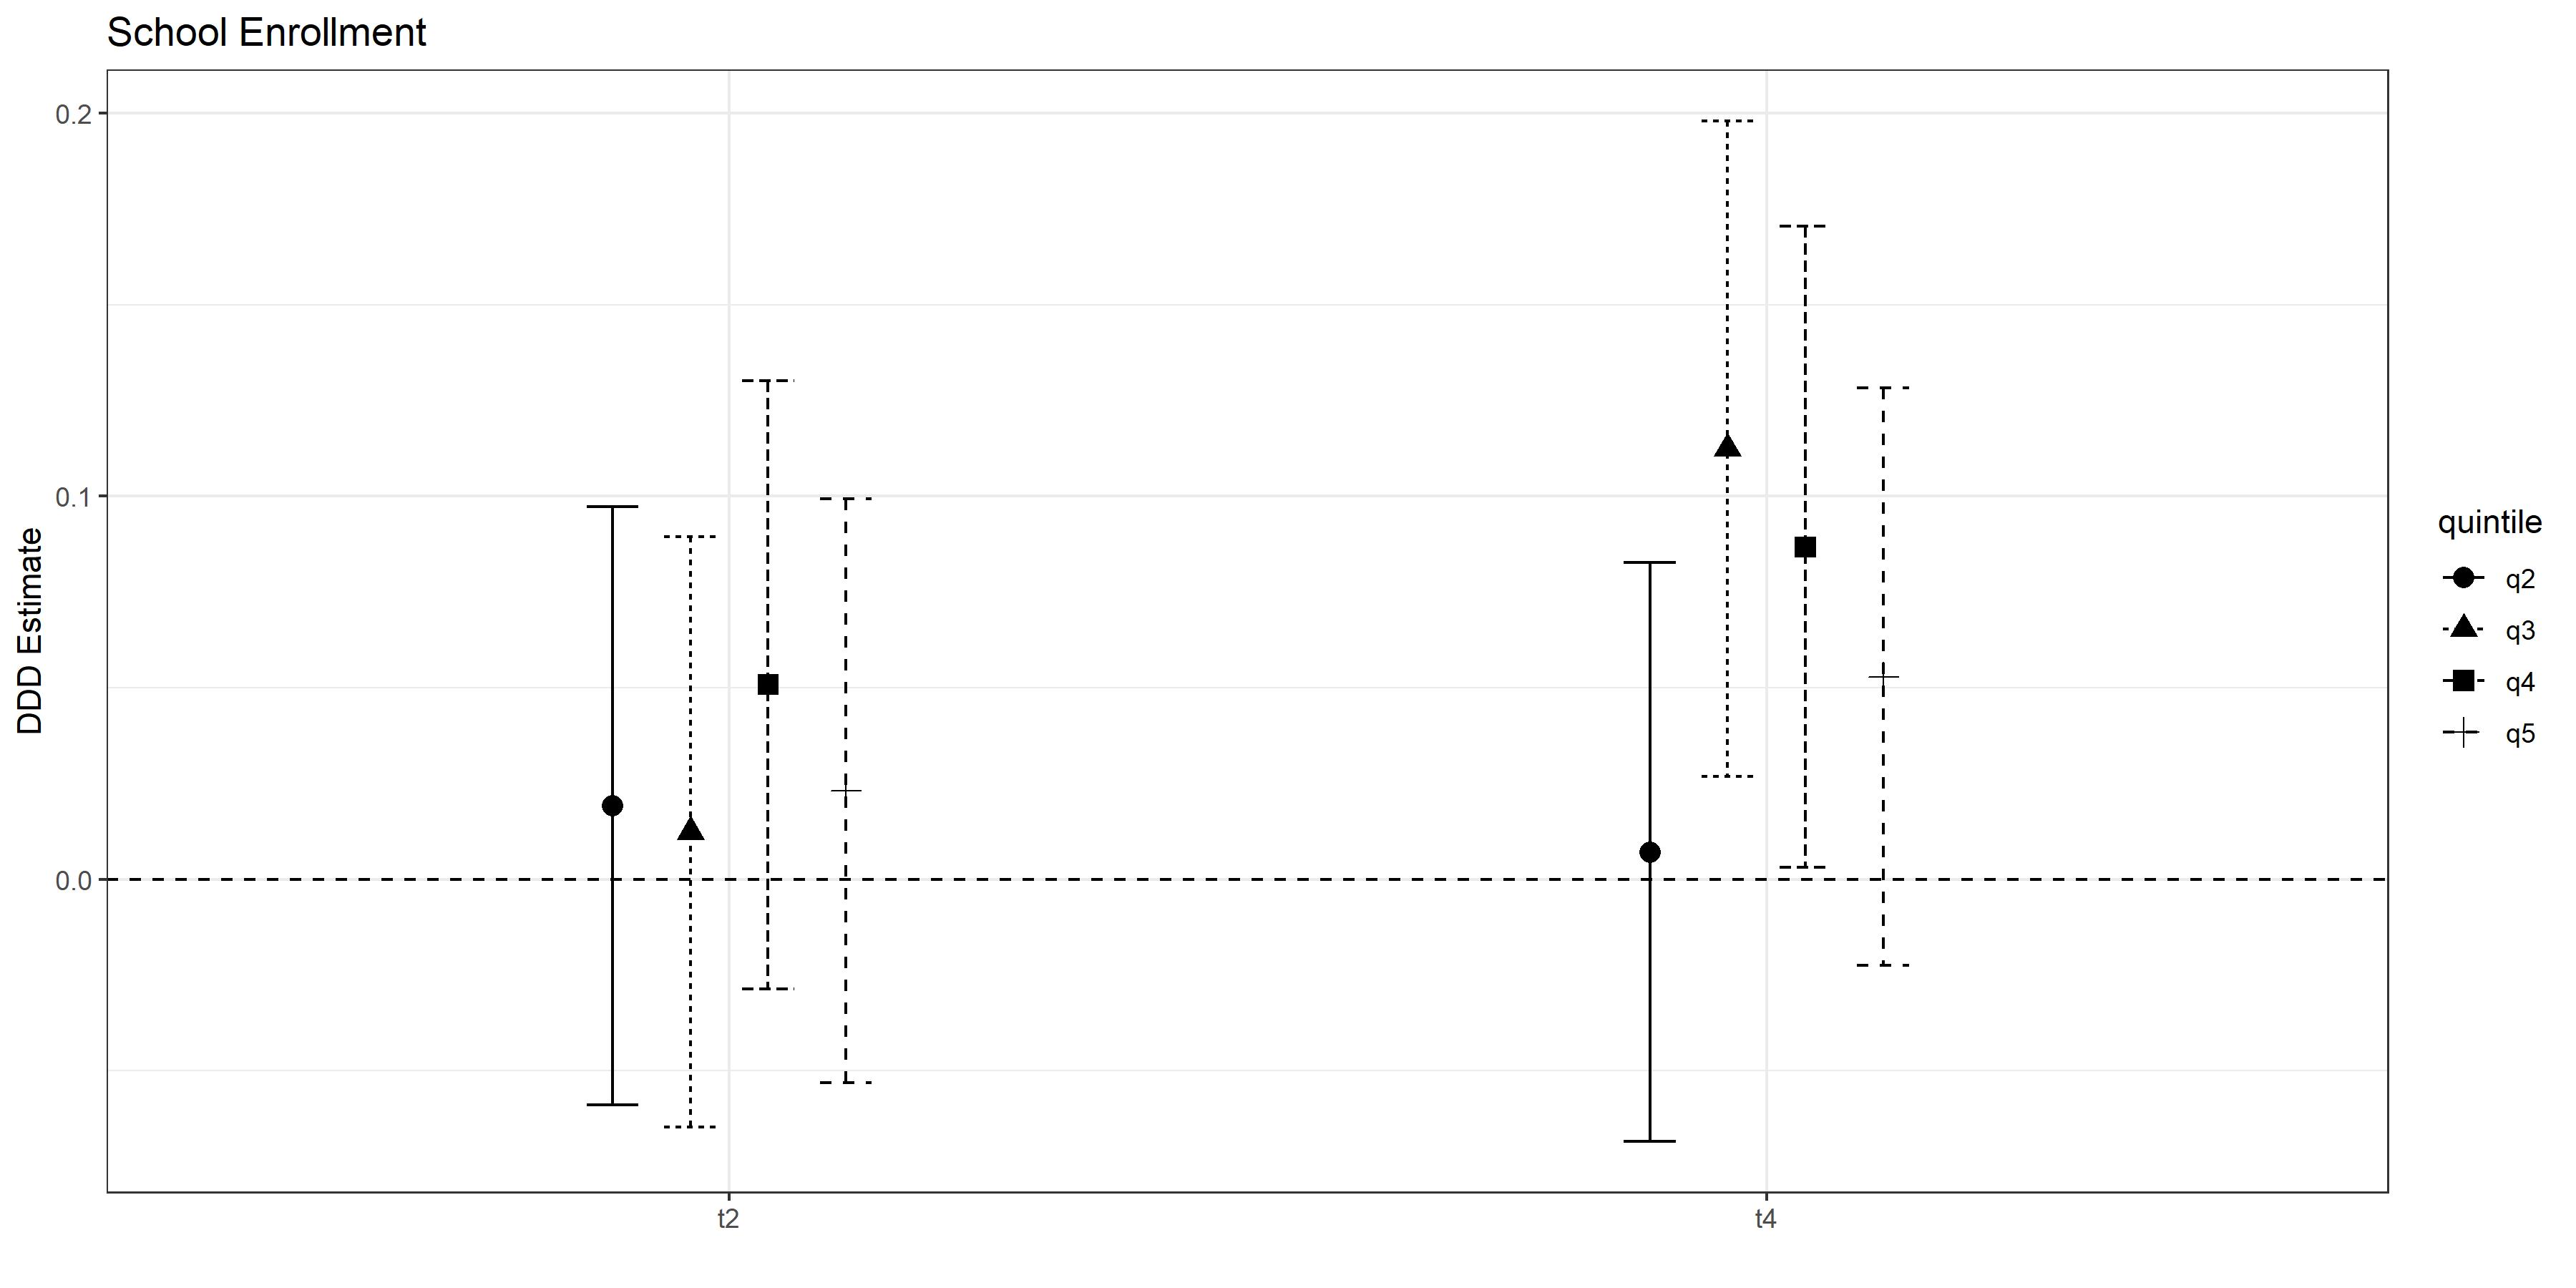 School Enrollment
0.2
0.1
0.0
DDD Estimate
t2
t4
quintile
q2
q3
q4
q5